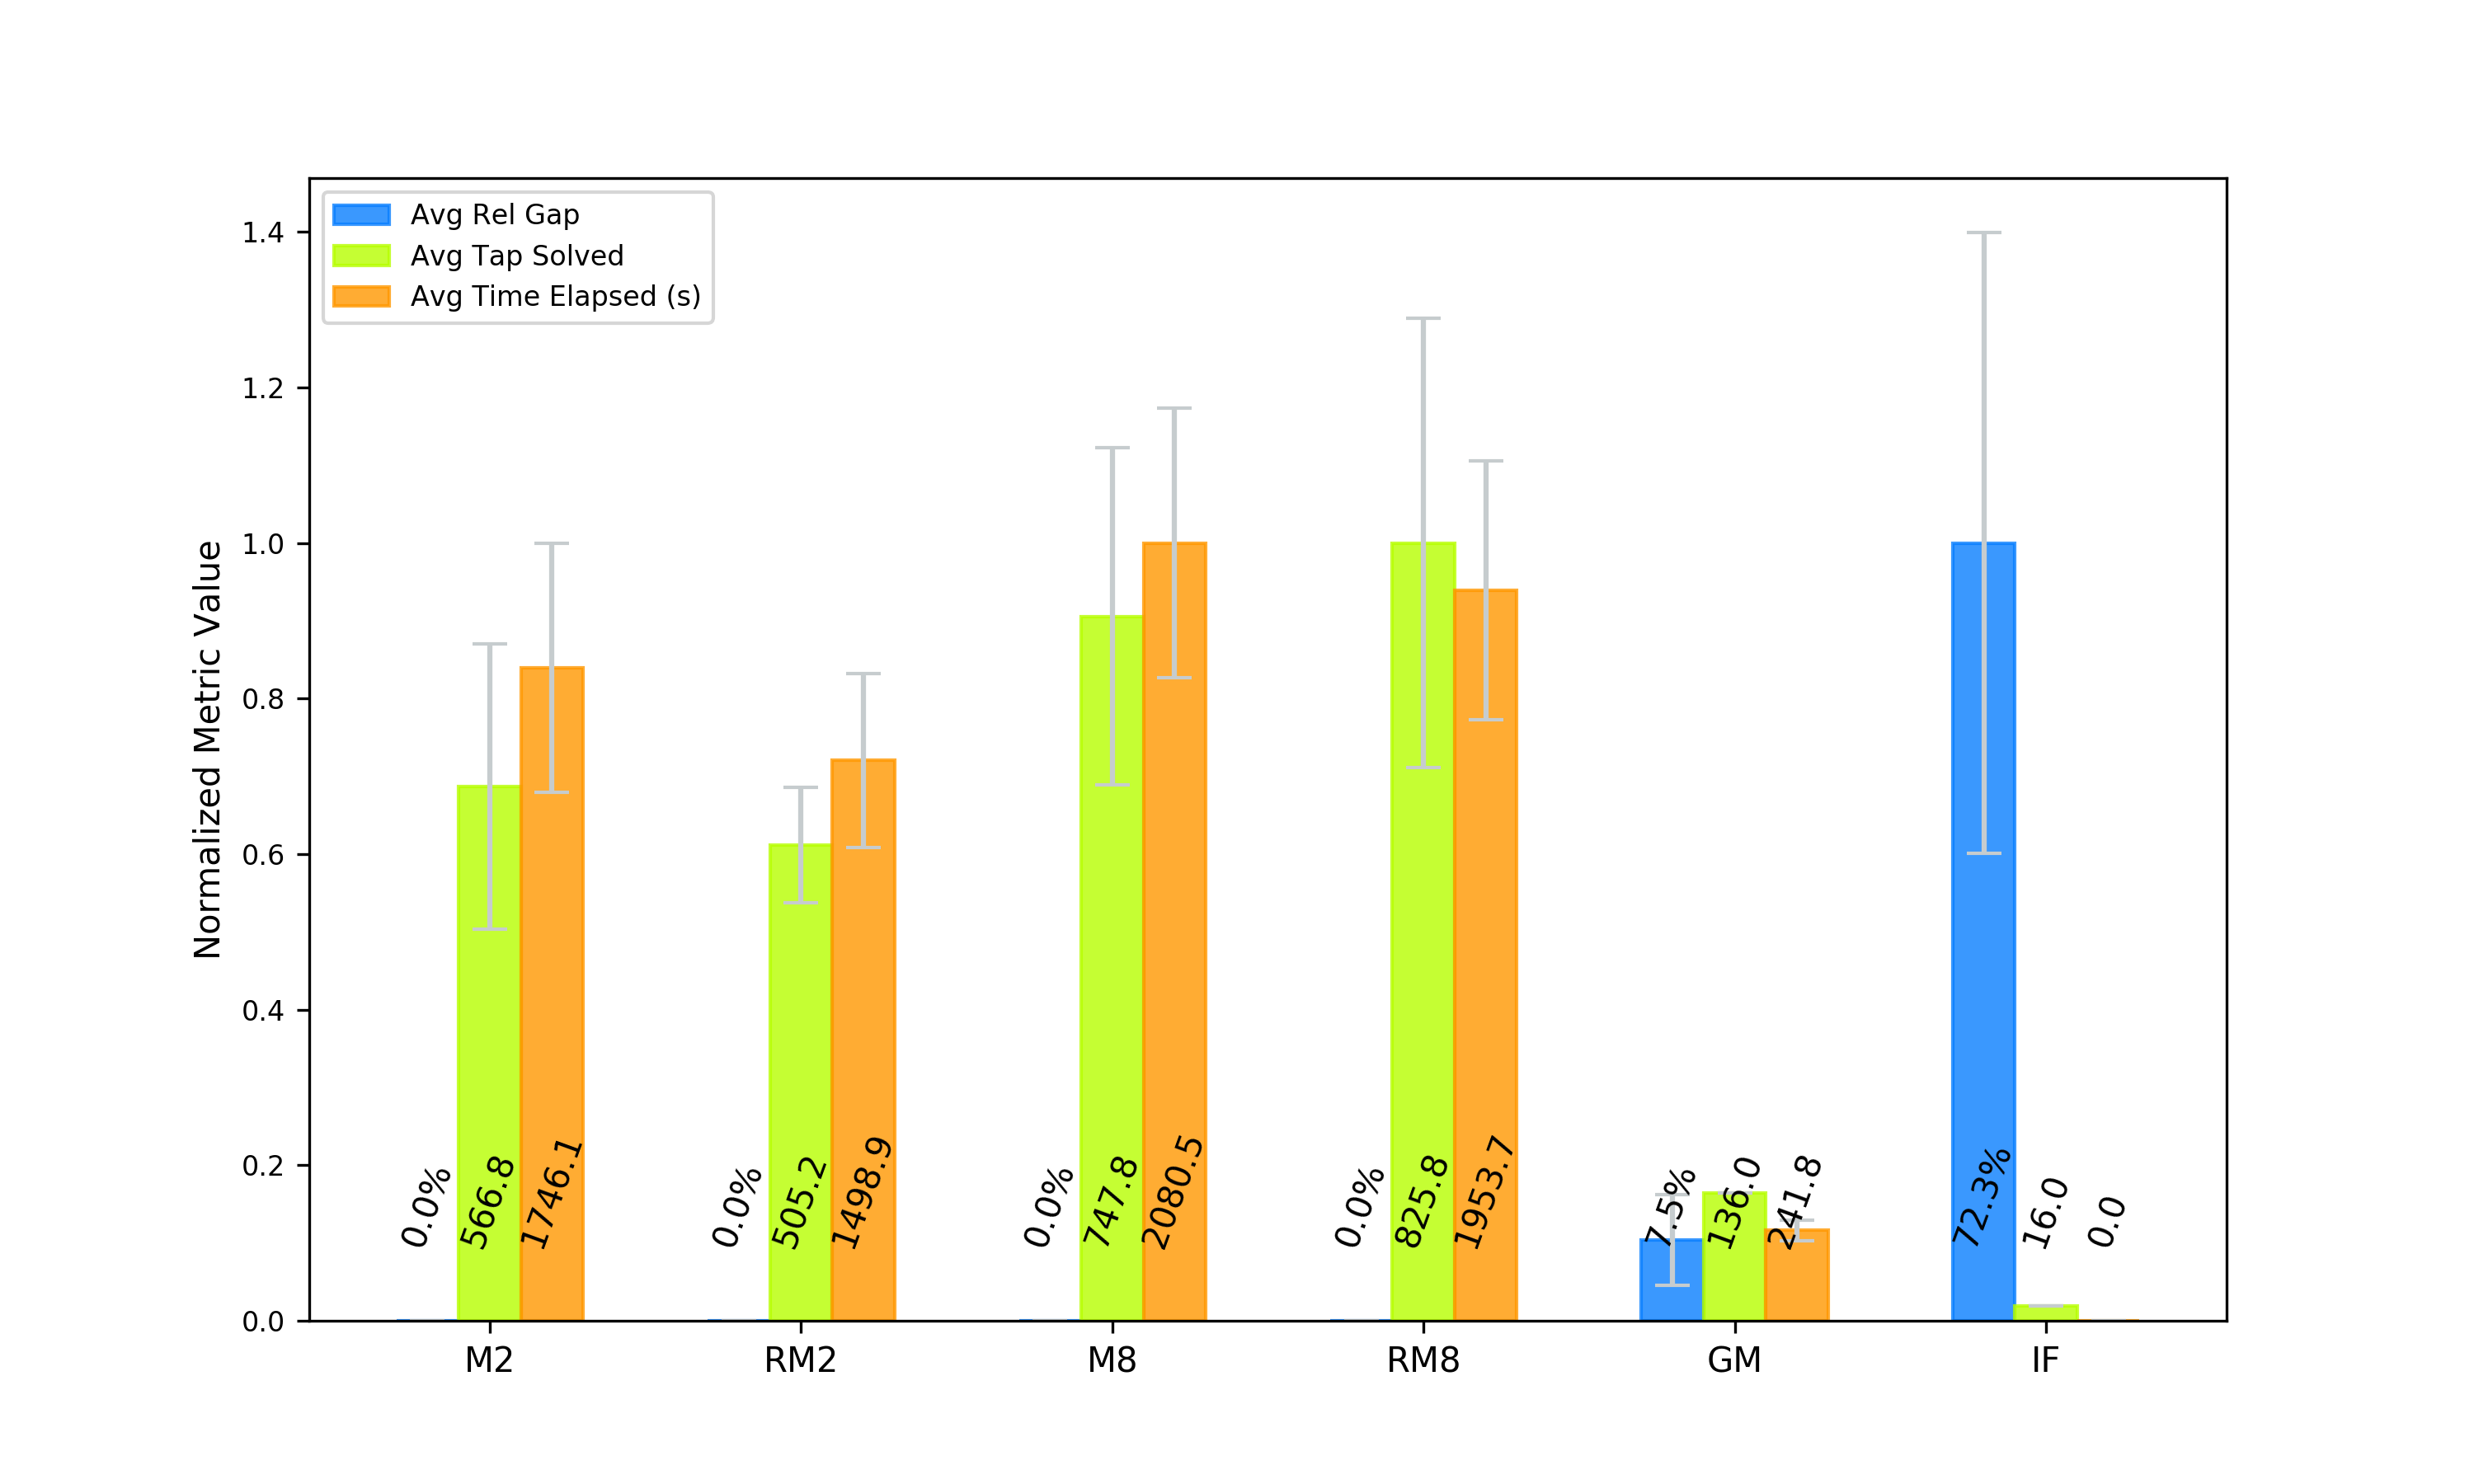 Avg Rel Gap
Avg Tap Solved
Avg Time Elapsed (s)
Normalized Metric Value
1.4
1.2
1.0
0.8
0.6
0.4
0.2
0.0
0.0% 566.8 1746.1
0.0% 505.2 1498.9
0.0% 747.8 2080.5
0.0% 825.8 1953.7
7.5% 136.0 241.8
72.3% 16.0 0.0
M2 RM2 M8 RM8 GM IF